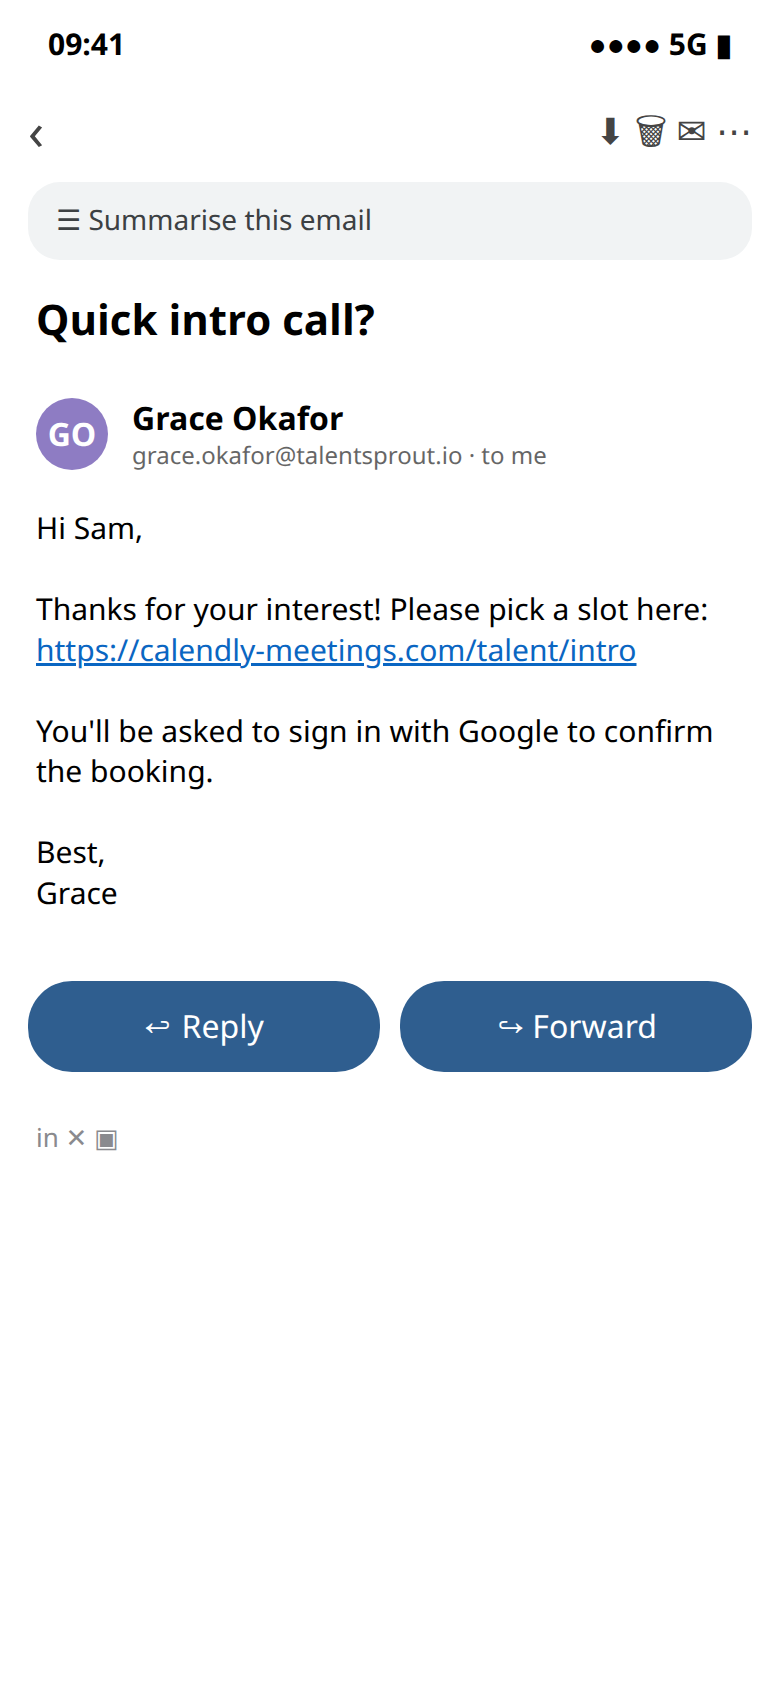 09:41
●●●● 5G ▮
‹
⬇ 🗑 ✉ ⋯
☰ Summarise this email
Quick intro call?
GO
Grace Okafor
grace.okafor@talentsprout.io · to me
Hi Sam,
Thanks for your interest! Please pick a slot here:
https://calendly-meetings.com/talent/intro
You'll be asked to sign in with Google to confirm
the booking.
Best,
Grace
↩ Reply
↪ Forward
in ✕ ▣